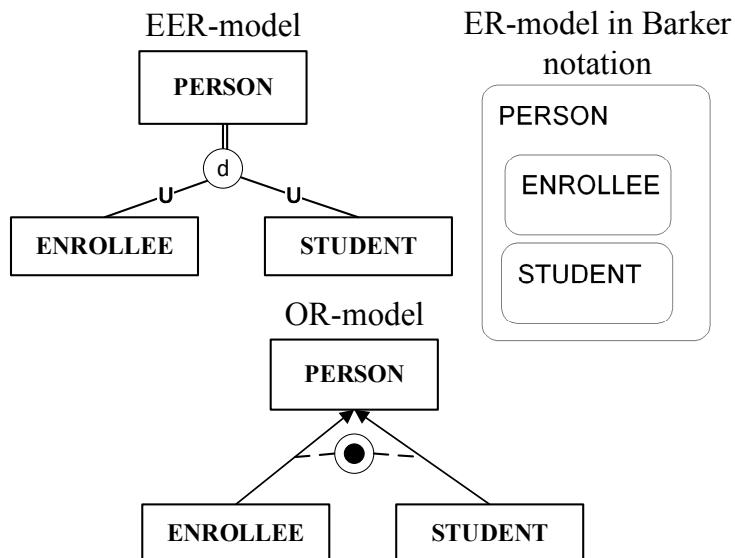 EER-model
PERSON
d
U
U
ENROLLEE
STUDENT
ER-model in Barker
notation
PERSON
ENROLLEE
STUDENT
OR-model
PERSON
ENROLLEE
STUDENT